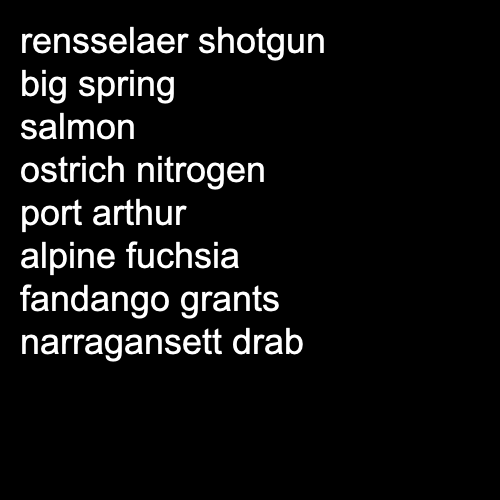 rensselaer shotgun
big spring
salmon
ostrich nitrogen
port arthur
alpine fuchsia
fandango grants
narragansett drab